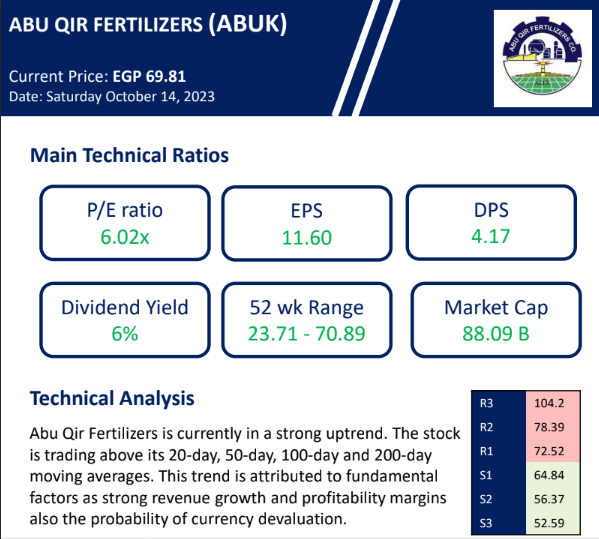 ABU QIR FERTILIZERS (ABUK)
Current Price: EGP 69.81
Date: Saturday October 14, 2023
ABU QIR FERTILIZERS CO.
Main Technical Ratios
P/E ratio
6.02x
EPS
11.60
DPS
4.17
Dividend Yield
6%
52 wk Range
23.71 - 70.89
Market Cap
88.09 B
Technical Analysis
Abu Qir Fertilizers is currently in a strong uptrend. The stock
is trading above its 20-day, 50-day, 100-day and 200-day
moving averages. This trend is attributed to fundamental
factors as strong revenue growth and profitability margins
also the probability of currency devaluation.
R3 104.2
R2 78.39
R1 72.52
S1 64.84
S2 56.37
S3 52.59